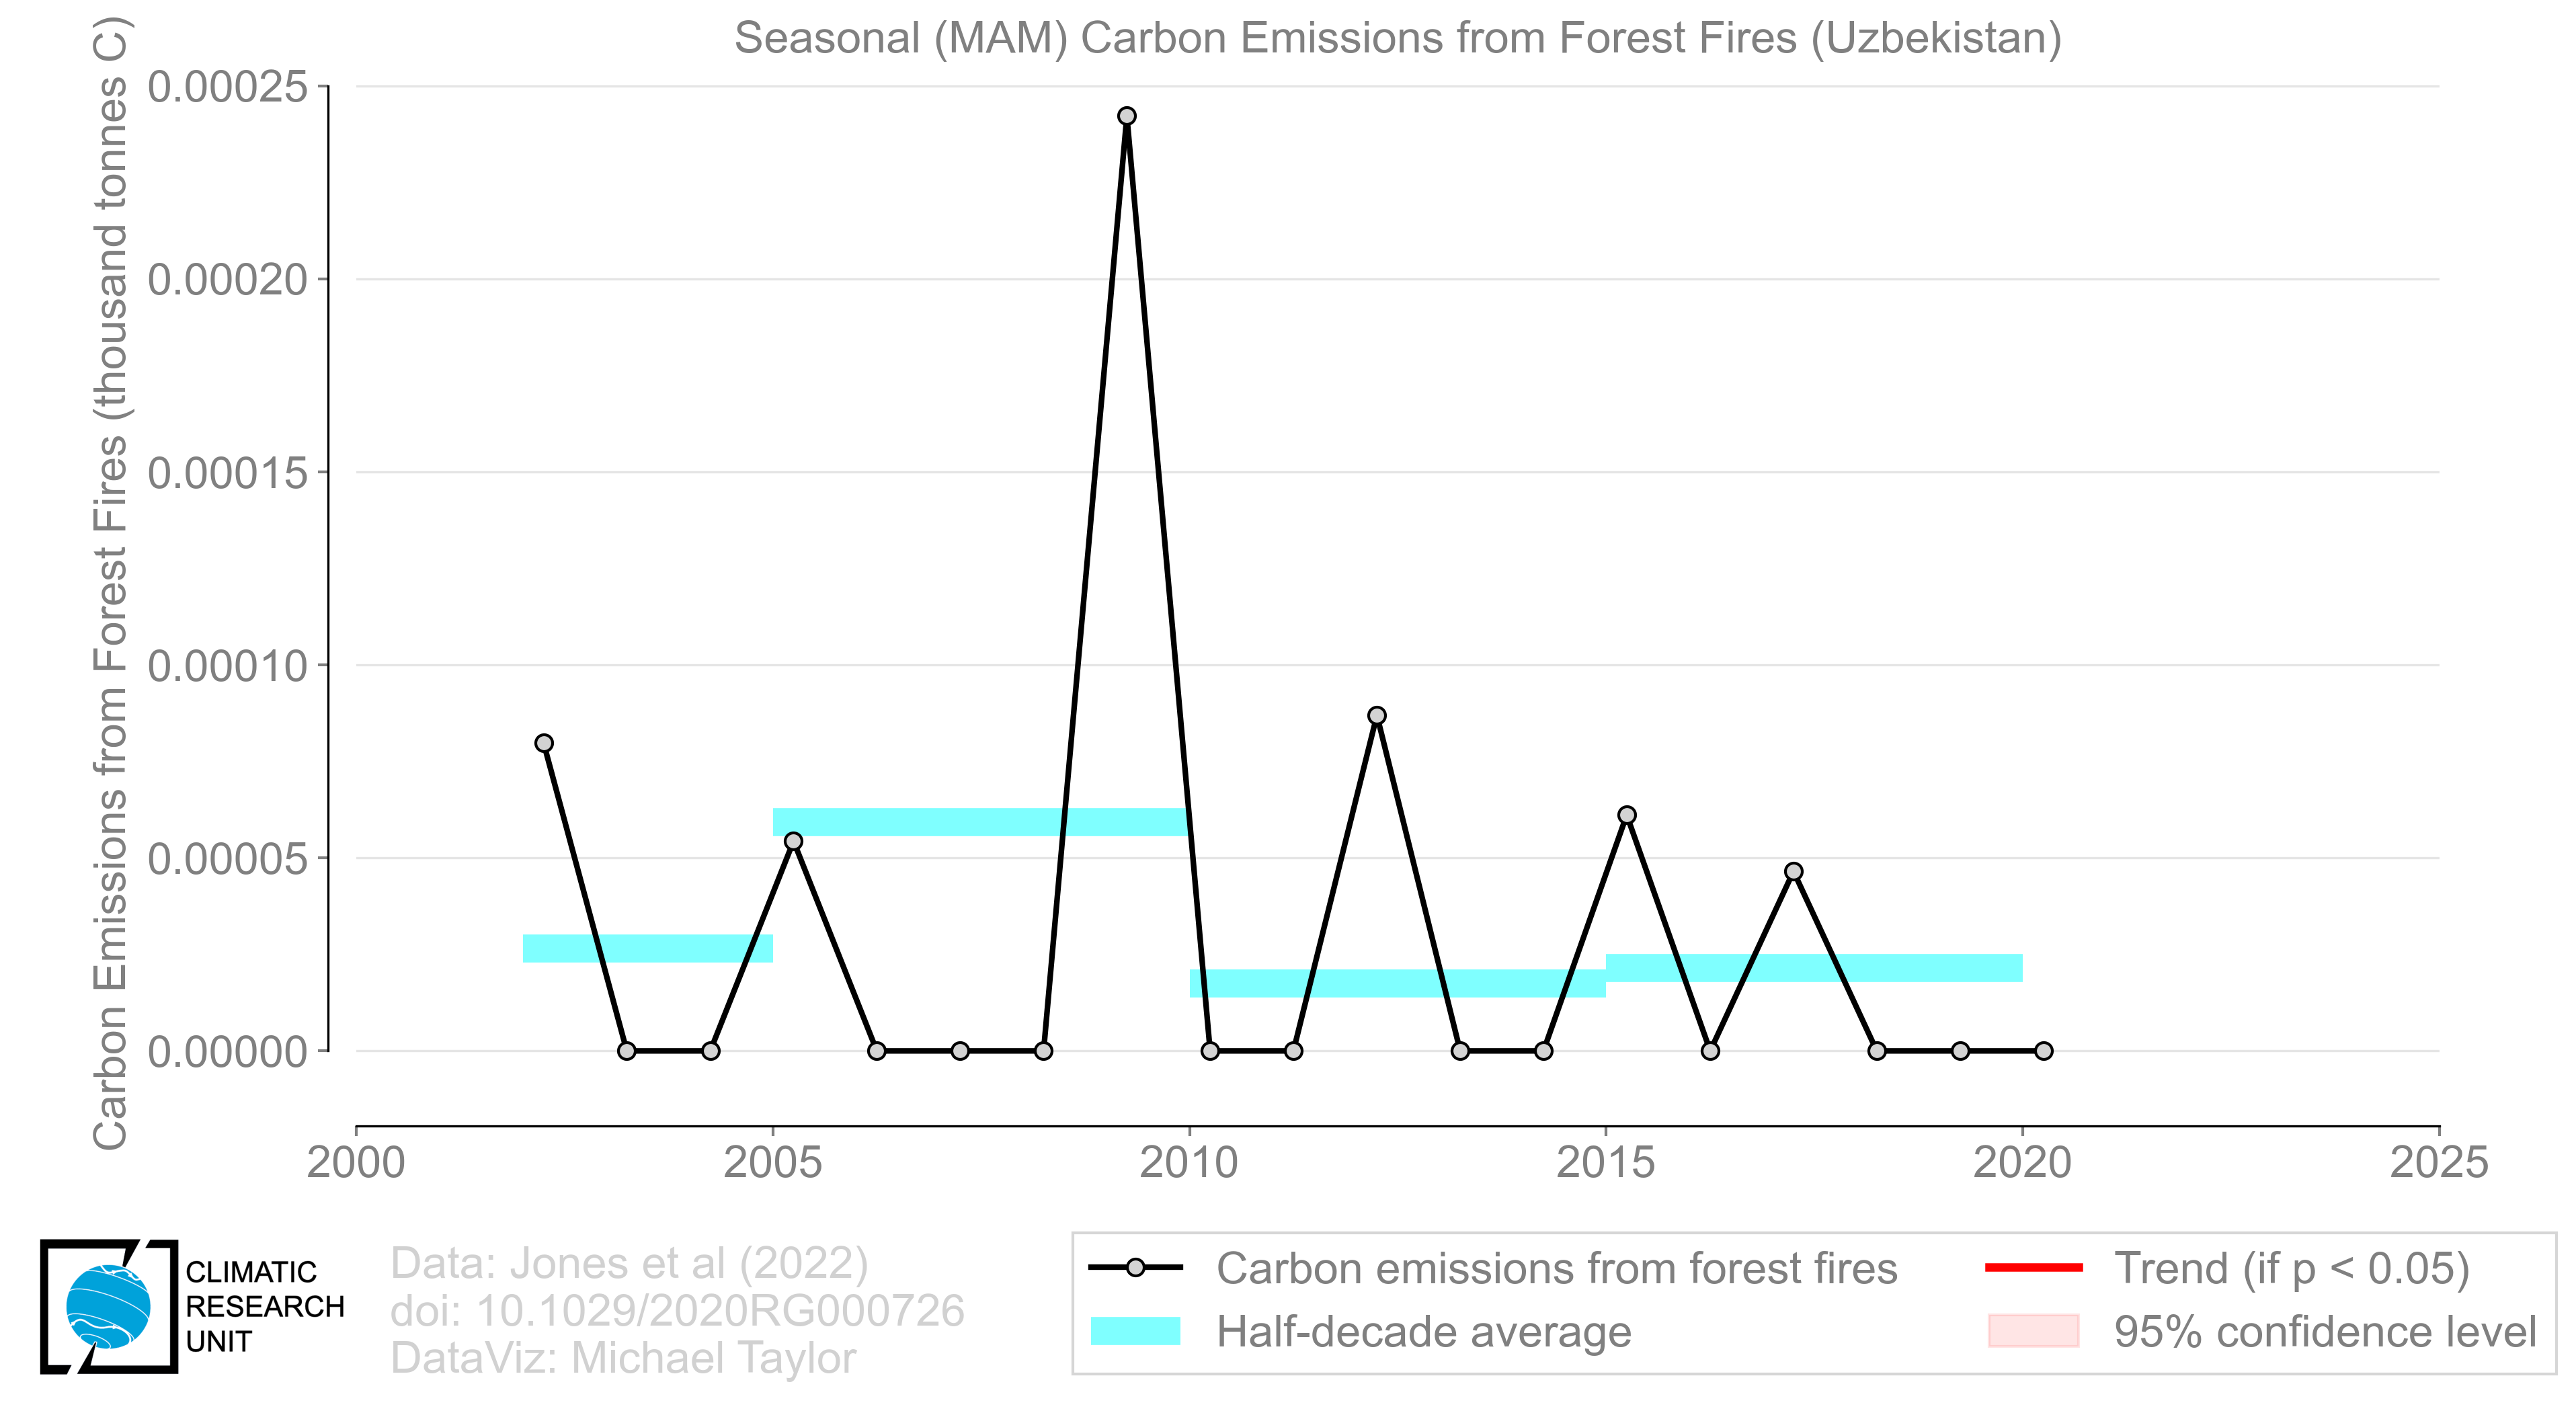 Seasonal (MAM) Carbon Emissions from Forest Fires (Uzbekistan)
Carbon Emissions from Forest Fires (thousand tonnes C)
0.00025
0.00020
0.00015
0.00010
0.00005
0.00000
2000 2005 2010 2015 2020 2025
CLIMATIC
RESEARCH
UNIT
Data: Jones et al (2022)
doi: 10.1029/2020RG000726
DataViz: Michael Taylor
Carbon emissions from forest fires
Half-decade average
Trend (if p < 0.05)
95% confidence level